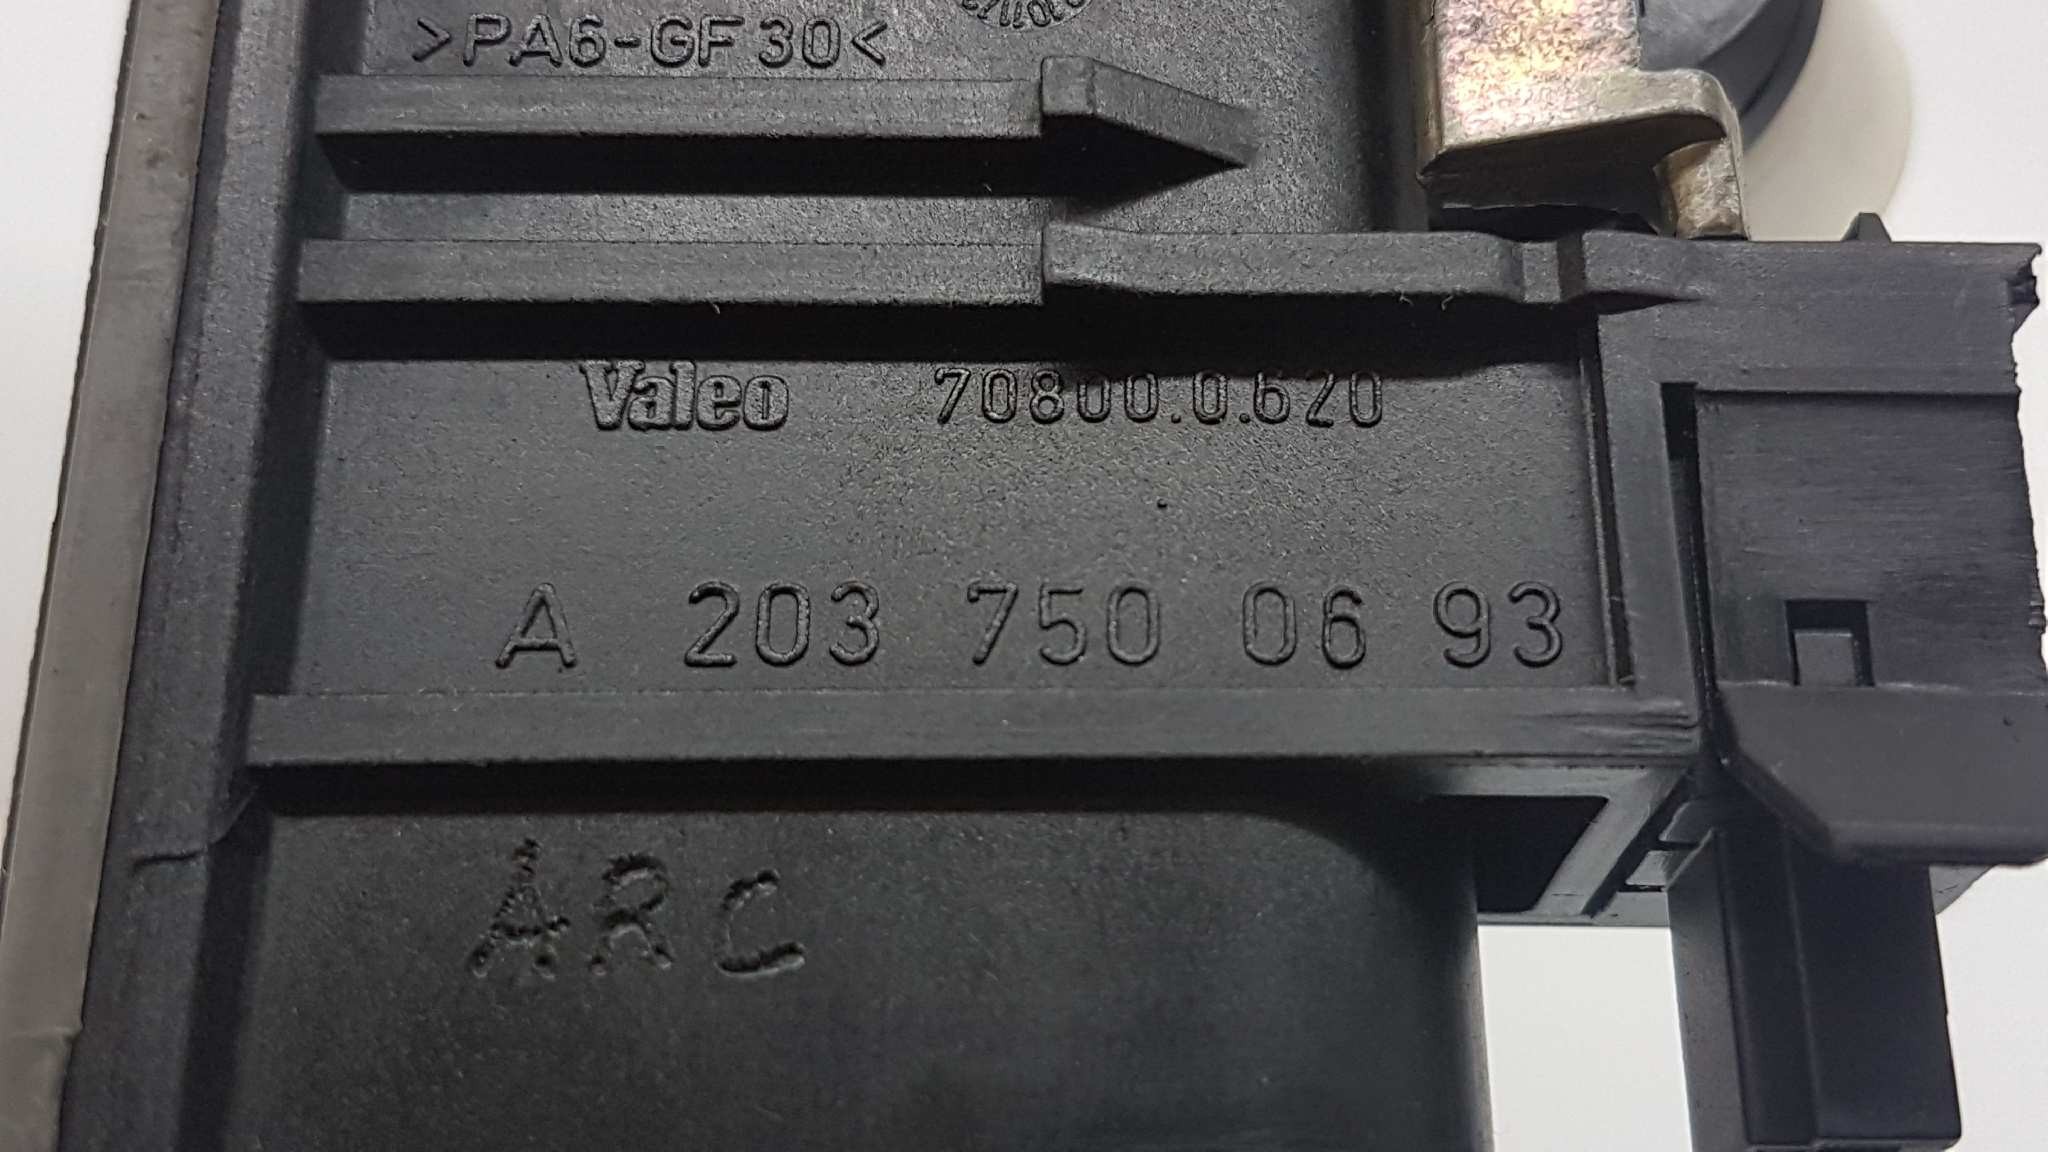 >PA6-GF30<
Valeo 70800.0.620
A 203 750 06 93
ARC